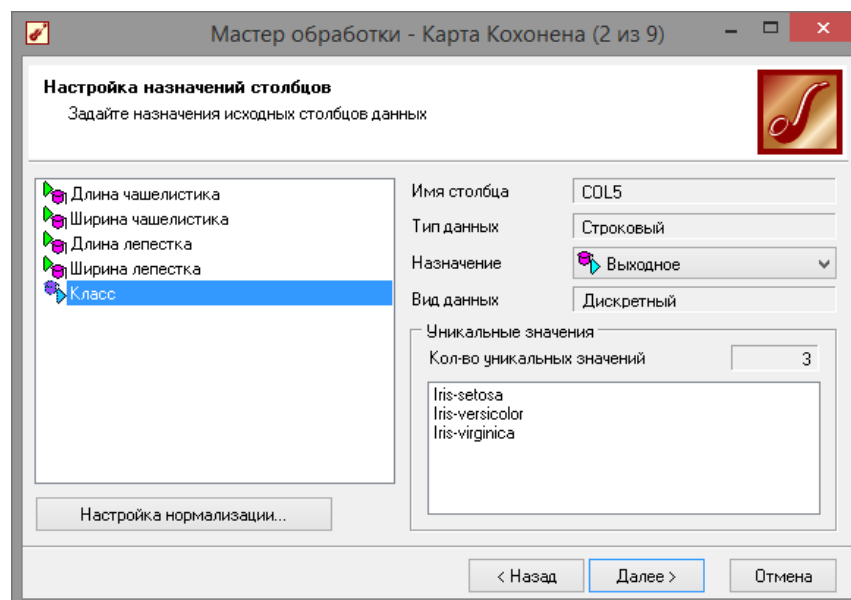 Мастер обработки - Карта Кохонена (2 из 9)
Настройка назначений столбцов
Задайте назначения исходных столбцов данных
Длина чашелистика
Ширина чашелистика
Длина лепестка
Ширина лепестка
Класс
Настройка нормализации...
Имя столбца COL5
Тип данных Строковый
Назначение Выходное
Вид данных Дискретный
Уникальные значения
Кол-во уникальных значений 3
Iris-setosa
Iris-versicolor
Iris-virginica
< Назад Далее > Отмена